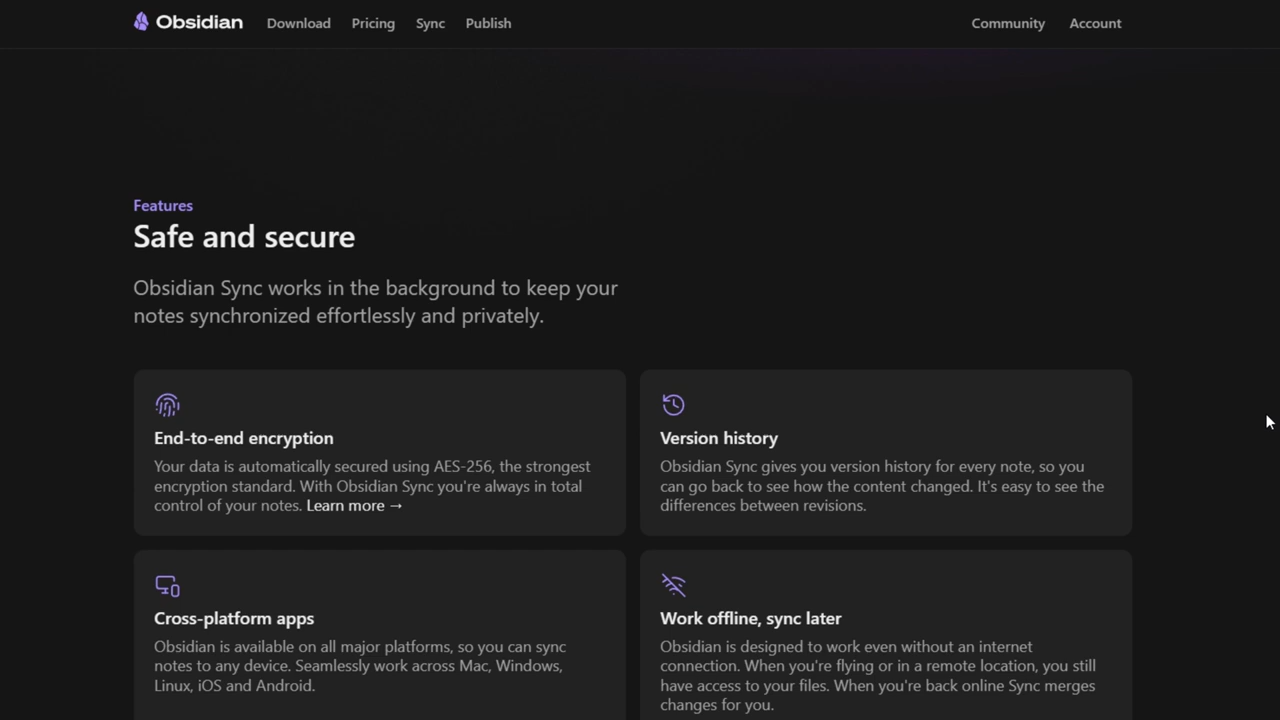 Obsidian Download Pricing Sync Publish Community Account
Features
Safe and secure
Obsidian Sync works in the background to keep your
notes synchronized effortlessly and privately.
End-to-end encryption
Your data is automatically secured using AES-256, the strongest
encryption standard. With Obsidian Sync you're always in total
control of your notes. Learn more →
Version history
Obsidian Sync gives you version history for every note, so you
can go back to see how the content changed. It's easy to see the
differences between revisions.
Cross-platform apps
Obsidian is available on all major platforms, so you can sync
notes to any device. Seamlessly work across Mac, Windows,
Linux, iOS and Android.
Work offline, sync later
Obsidian is designed to work even without an internet
connection. When you're flying or in a remote location, you still
have access to your files. When you're back online Sync merges
changes for you.